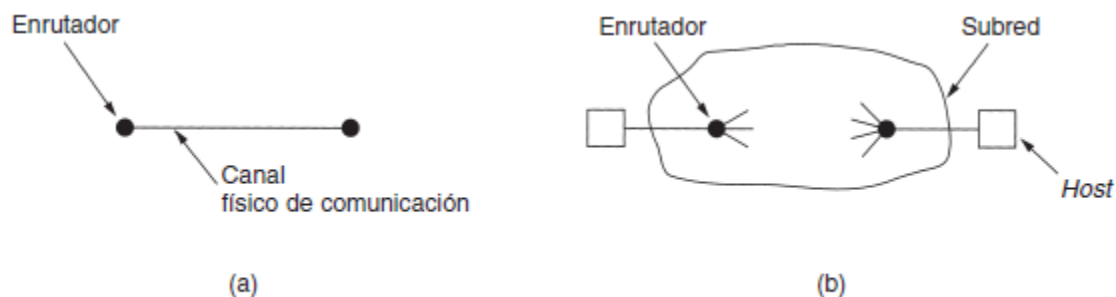 Enrutador
Canal
físico de comunicación
(a)
Enrutador
Subred
Host
(b)